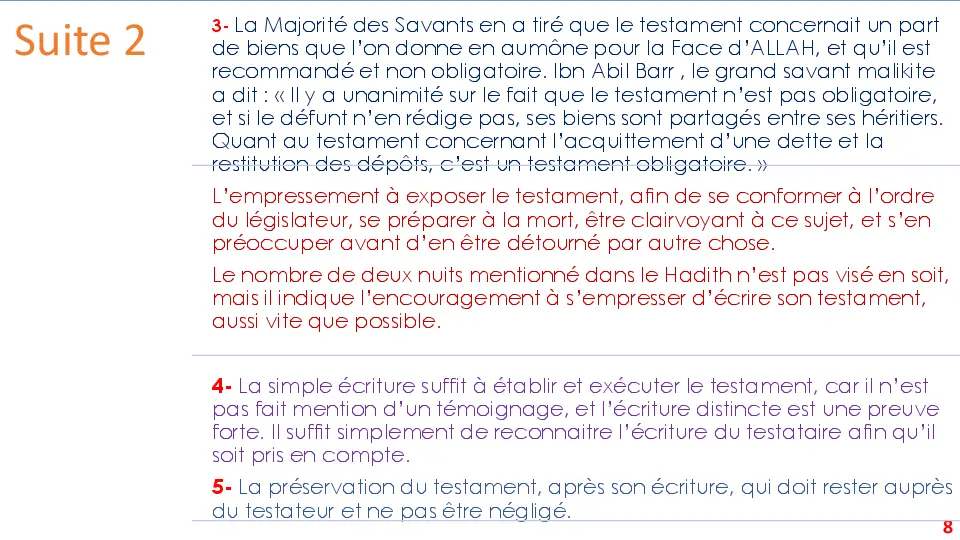 Suite 2
3- La Majorité des Savants en a tiré que le testament concernait un part
de biens que l’on donne en aumône pour la Face d’ALLAH, et qu’il est
recommandé et non obligatoire. Ibn Abil Barr , le grand savant malikite
a dit : « Il y a unanimité sur le fait que le testament n’est pas obligatoire,
et si le défunt n’en rédige pas, ses biens sont partagés entre ses héritiers.
Quant au testament concernant l’acquittement d’une dette et la
restitution des dépôts, c’est un testament obligatoire. »
L’empressement à exposer le testament, afin de se conformer à l’ordre
du législateur, se préparer à la mort, être clairvoyant à ce sujet, et s’en
préoccuper avant d’en être détourné par autre chose.
Le nombre de deux nuits mentionné dans le Hadith n’est pas visé en soit,
mais il indique l’encouragement à s’empresser d’écrire son testament,
aussi vite que possible.
4- La simple écriture suffit à établir et exécuter le testament, car il n’est
pas fait mention d’un témoignage, et l’écriture distincte est une preuve
forte. Il suffit simplement de reconnaitre l’écriture du testataire afin qu’il
soit pris en compte.
5- La préservation du testament, après son écriture, qui doit rester auprès
du testateur et ne pas être négligé.
8